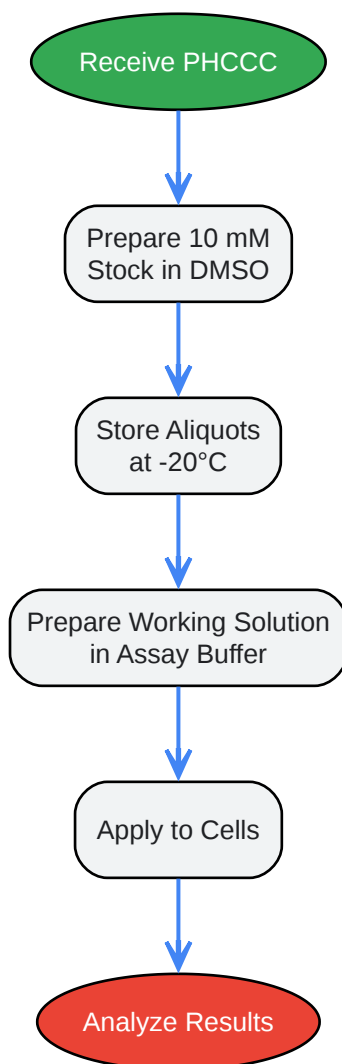 Receive PHCCC
Prepare 10 mM
Stock in DMSO
Store Aliquots
at -20°C
Prepare Working Solution
in Assay Buffer
Apply to Cells
Analyze Results